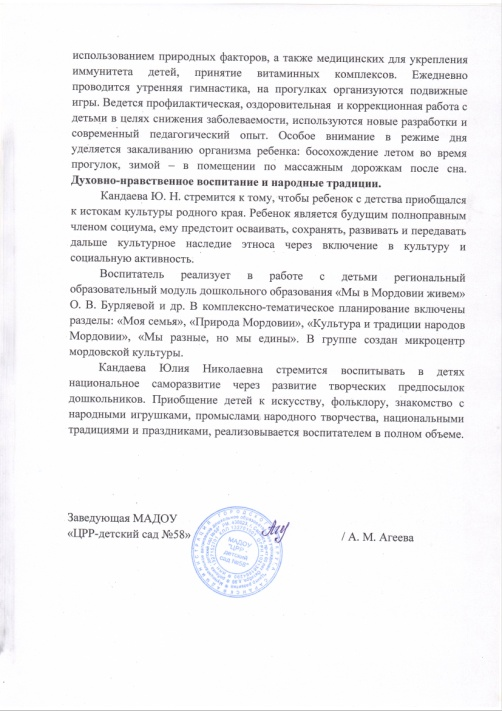 использованием природных факторов, а также медицинских для укрепления
иммунитета детей, принятие витаминных комплексов. Ежедневно
проводится утренняя гимнастика, на прогулках организуются подвижные
игры. Ведется профилактическая, оздоровительная и коррекционная работа с
детьми в целях снижения заболеваемости, используются новые разработки и
современный педагогический опыт. Особое внимание в режиме дня
уделяется закаливанию организма ребенка: босохождение летом во время
прогулок, зимой – в помещении по массажным дорожкам после сна.
Духовно-нравственное воспитание и народные традиции.
Кандаева Ю. Н. стремится к тому, чтобы ребенок с детства приобщался
к истокам культуры родного края. Ребенок является будущим полноправным
членом социума, ему предстоит осваивать, сохранять, развивать и передавать
дальше культурное наследие этноса через включение в культуру и
социальную активность.
Воспитатель реализует в работе с детьми региональный
образовательный модуль дошкольного образования «Мы в Мордовии живем»
О. В. Бурляевой и др. В комплексно-тематическое планирование включены
разделы: «Моя семья», «Природа Мордовии», «Культура и традиции народов
Мордовии», «Мы разные, но мы едины». В группе создан микроцентр
мордовской культуры.
Кандаева Юлия Николаевна стремится воспитывать в детях
национальное саморазвитие через развитие творческих предпосылок
дошкольников. Приобщение детей к искусству, фольклору, знакомство с
народными игрушками, промыслами народного творчества, национальными
традициями и праздниками, реализовывается воспитателем в полном объеме.
Заведующая МАДОУ
«ЦРР-детский сад №58» / А. М. Агеева
МАДОУ
"ЦРР -
детский
сад №58"